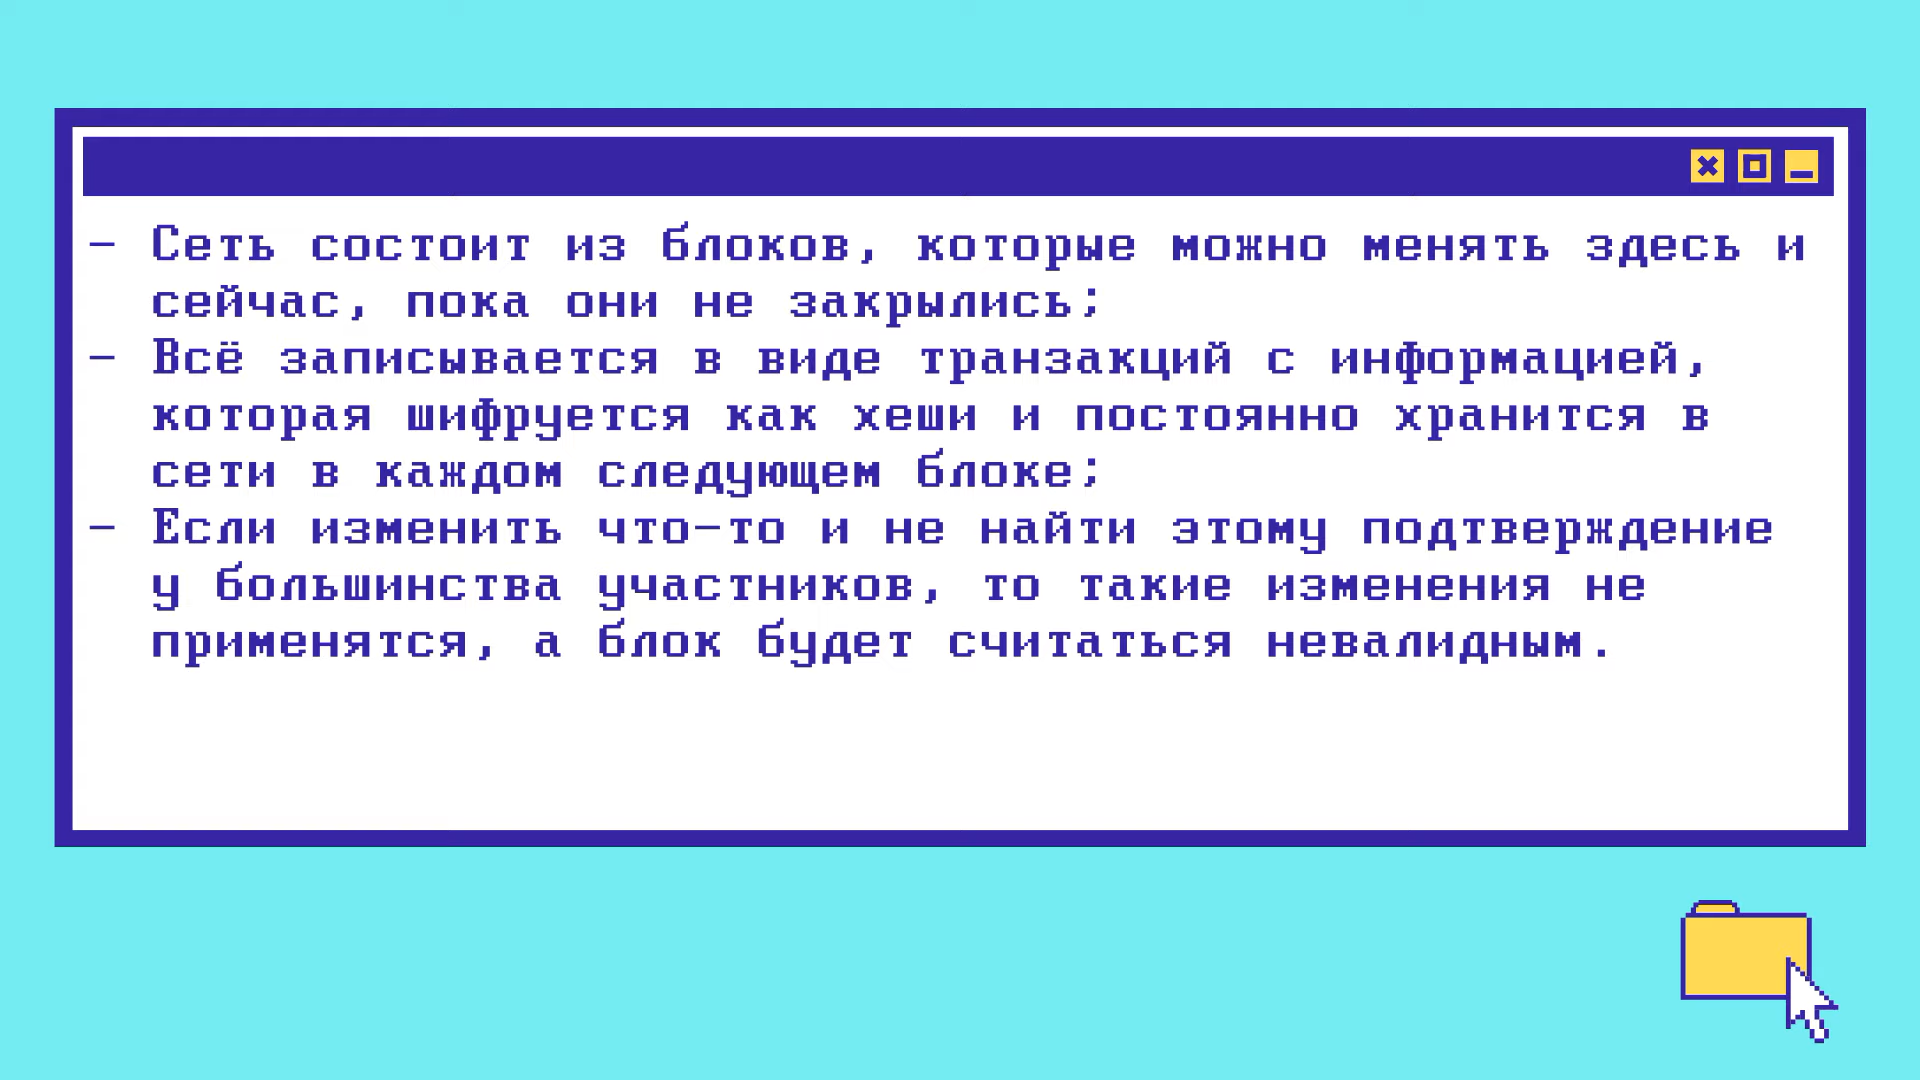 - Сеть состоит из блоков, которые можно менять здесь и
сейчас, пока они не закрылись;
- Всё записывается в виде транзакций с информацией,
которая шифруется как хеши и постоянно хранится в
сети в каждом следующем блоке;
- Если изменить что-то и не найти этому подтверждение
у большинства участников, то такие изменения не
применятся, а блок будет считаться невалидным.